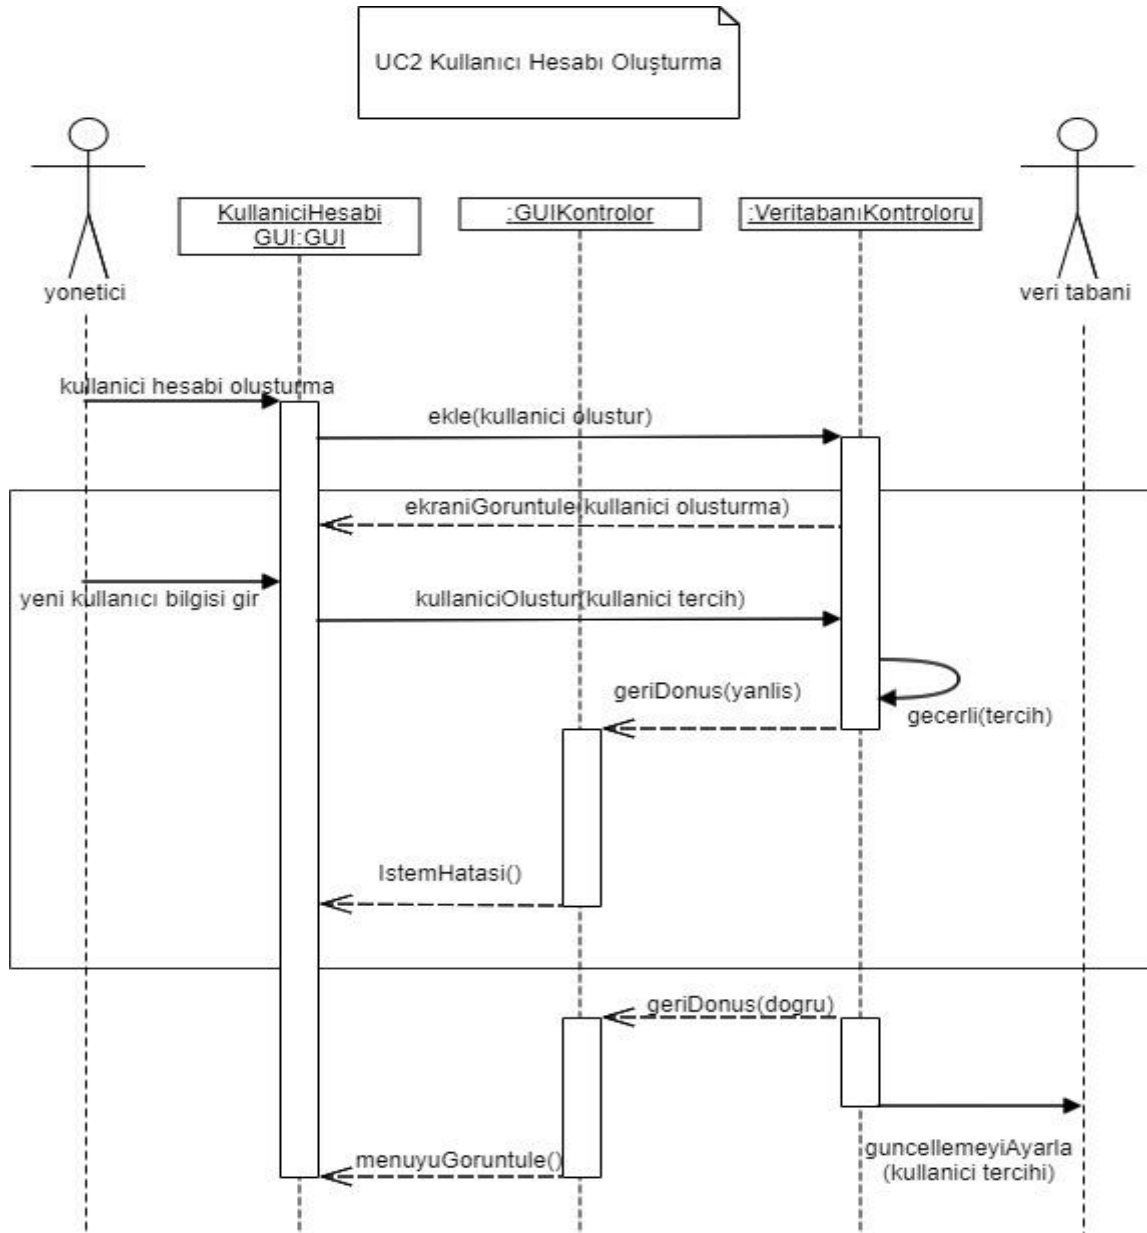 UC2 Kullanıcı Hesabı Oluşturma
KullaniciHesabi
GUI:GUI
:GUIKontrolor
:VeritabanıKontroloru
yonetici
veri tabani
kullanici hesabi olusturma
ekle(kullanici olustur)
ekraniGoruntule(kullanici olusturma)
yeni kullanıcı bilgisi gir
kullaniciOlustur(kullanici tercih)
geriDonus(yanlis)
gecerli(tercih)
IstemHatasi()
geriDonus(dogru)
guncellemeyiAyarla
(kullanici tercihi)
menuyuGoruntule()